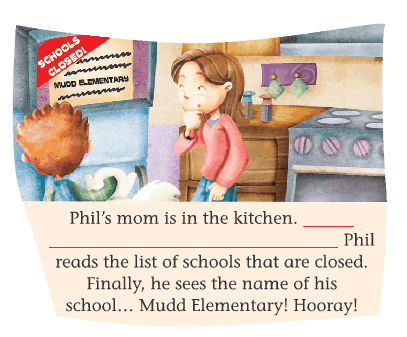 SCHOOLS
CLOSED!
MUDD ELEMENTARY
Phil's mom is in the kitchen. ______
______________________________ Phil
reads the list of schools that are closed.
Finally, he sees the name of his
school... Mudd Elementary! Hooray!